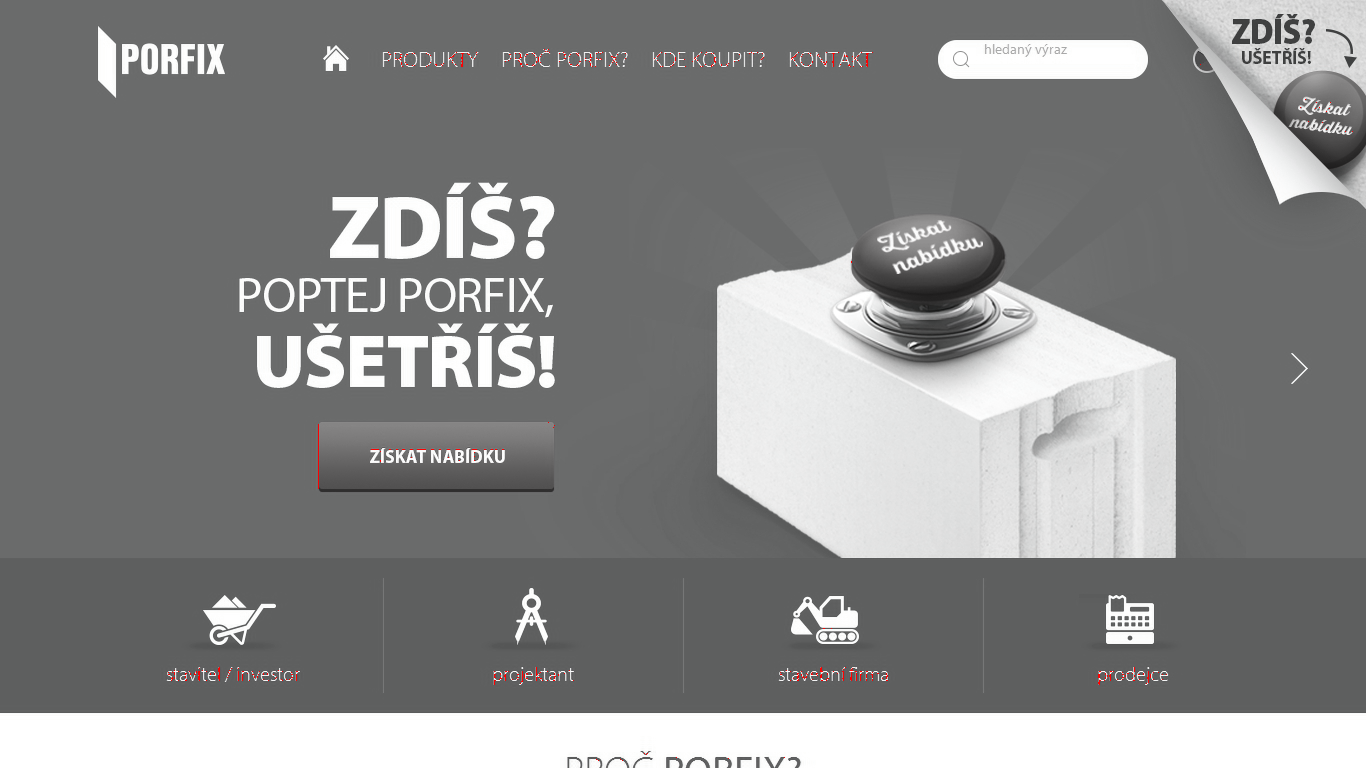 PORFIX
PRODUKTY
PROČ PORFIX?
KDE KOUPIT?
KONTAKT
hledaný výraz
ZDÍŠ?
UŠETŘÍŠ!
Získat
nabídku
ZDÍŠ?
POPTEJ PORFIX,
UŠETŘÍŠ!
ZÍSKAT NABÍDKU
Získat
nabídku
stavitel / investor
projektant
stavební firma
prodejce
PROČ PORFIX?